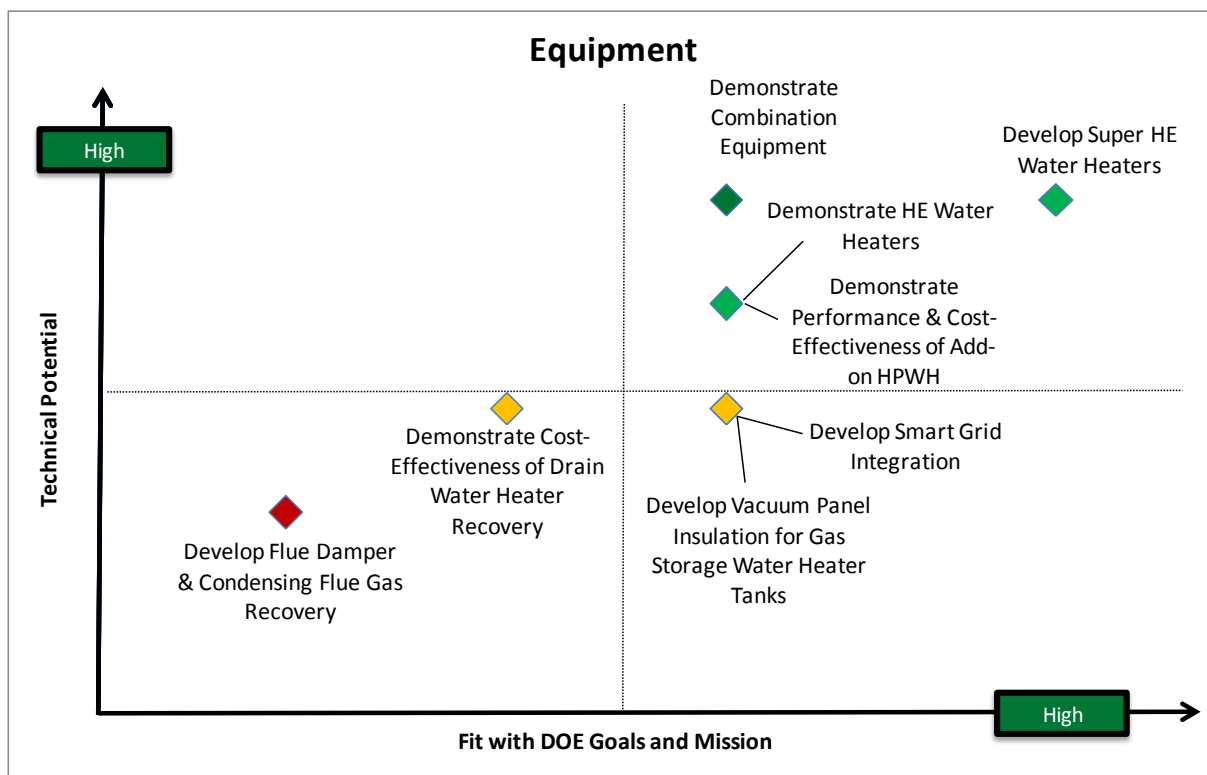 Equipment
Demonstrate
Combination
Equipment
Develop Super HE
Water Heaters
High
Demonstrate HE Water
Heaters
Demonstrate
Performance & Cost-
Effectiveness of Add-
on HPWH
Technical Potential
Demonstrate Cost-
Effectiveness of Drain
Water Heater
Recovery
Develop Smart Grid
Integration
Develop Vacuum Panel
Insulation for Gas
Storage Water Heater
Tanks
Develop Flue Damper
& Condensing Flue Gas
Recovery
High
Fit with DOE Goals and Mission